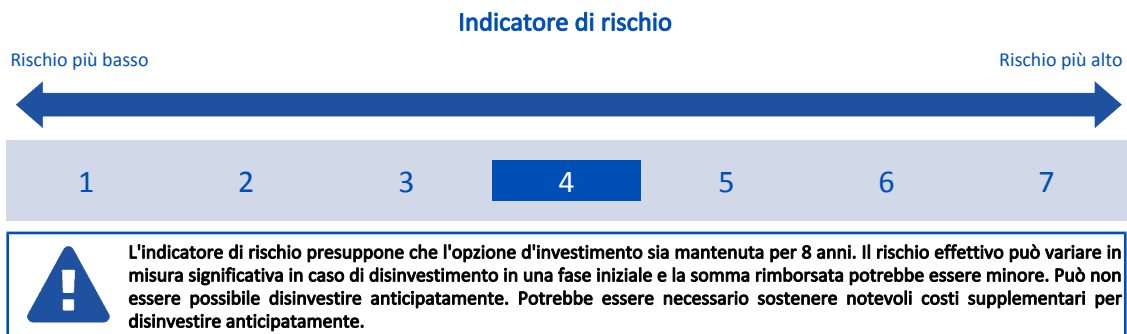 Indicatore di rischio
Rischio più basso
Rischio più alto
1 2 3 4 5 6 7
L'indicatore di rischio presuppone che l'opzione d'investimento sia mantenuta per 8 anni. Il rischio effettivo può variare in
misura significativa in caso di disinvestimento in una fase iniziale e la somma rimborsata potrebbe essere minore. Può non
essere possibile disinvestire anticipatamente. Potrebbe essere necessario sostenere notevoli costi supplementari per
disinvestire anticipatamente.